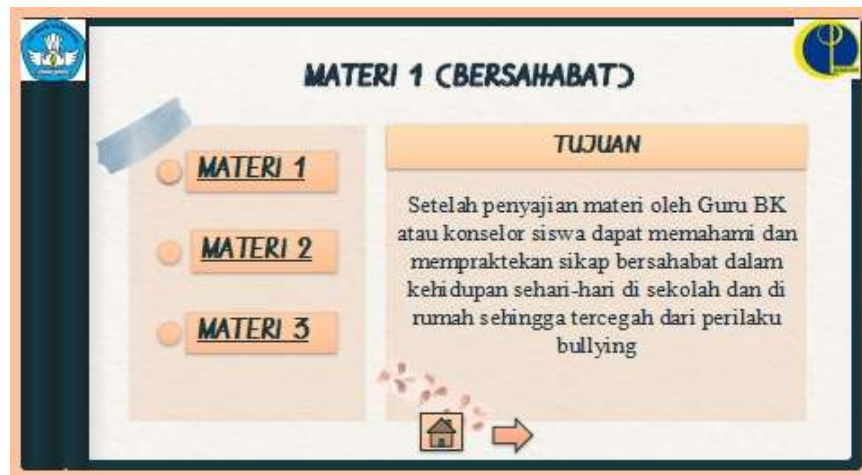 MATERI 1 (BERSAHABAT)
MATERI 1
MATERI 2
MATERI 3
TUJUAN
Setelah penyajian materi oleh Guru BK
atau konselor siswa dapat memahami dan
mempraktekan sikap bersahabat dalam
kehidupan sehari-hari di sekolah dan di
rumah sehingga tercegah dari perilaku
bullying